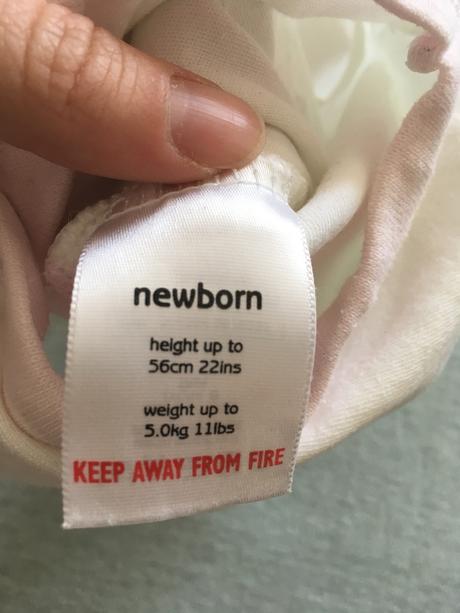 newborn
height up to
56cm 22ins
weight up to
5.0kg 11lbs
KEEP AWAY FROM FIRE